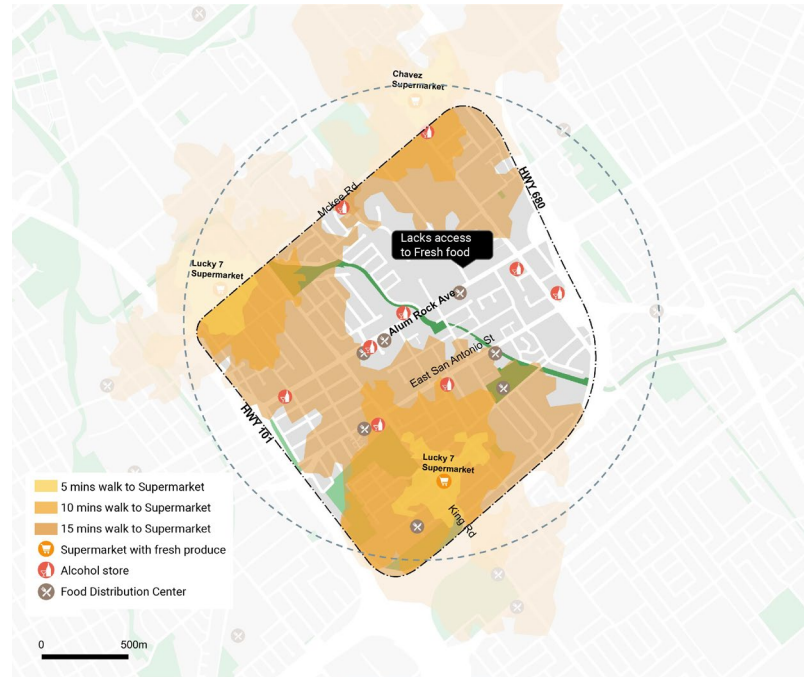 Chavez
Supermarket
Mckee Rd
HWY 680
Lacks access
to Fresh food
Lucky 7
Supermarket
Alum Rock Ave
East San Antonio St
HWY 101
Lucky 7
Supermarket
King Rd
5 mins walk to Supermarket
10 mins walk to Supermarket
15 mins walk to Supermarket
Supermarket with fresh produce
Alcohol store
Food Distribution Center
0 500m